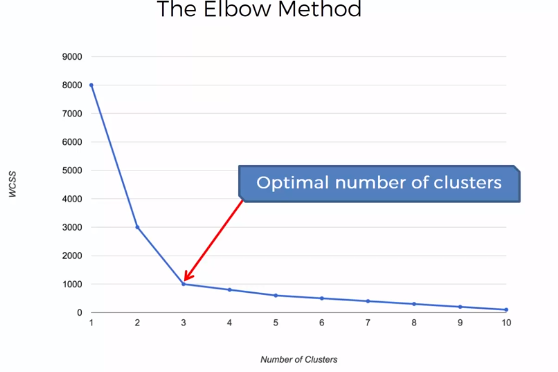 The Elbow Method
9000
8000
7000
6000
5000
4000
3000
2000
1000
0
WCSS
Optimal number of clusters
1 2 3 4 5 6 7 8 9 10
Number of Clusters